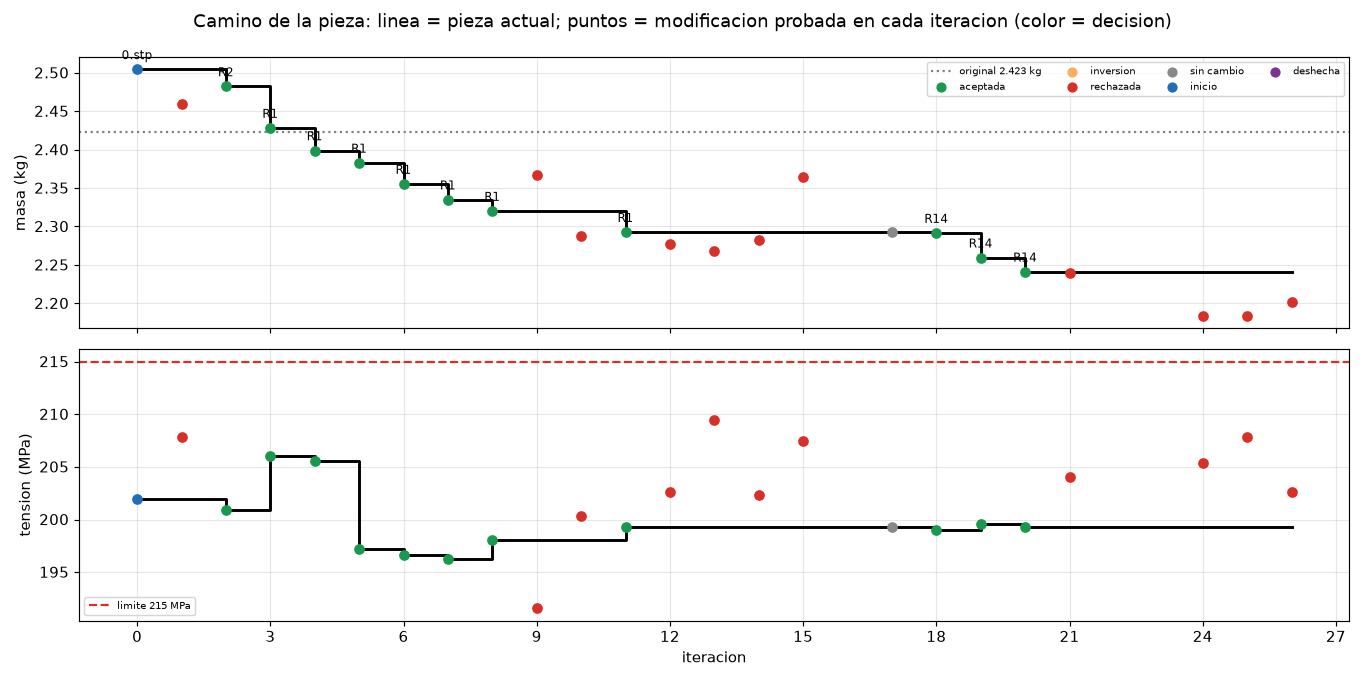 Camino de la pieza: linea = pieza actual; puntos = modificacion probada en cada iteracion (color = decision)
original 2.423 kg
aceptada
inversion
rechazada
sin cambio
inicio
deshecha
0.stp
R2
R1
R1
R1
R1
R1
R1
R1
R14
R14
R14
masa (kg)
2.50
2.45
2.40
2.35
2.30
2.25
2.20
tension (MPa)
215
210
205
200
195
limite 215 MPa
0 3 6 9 12 15 18 21 24 27
iteracion